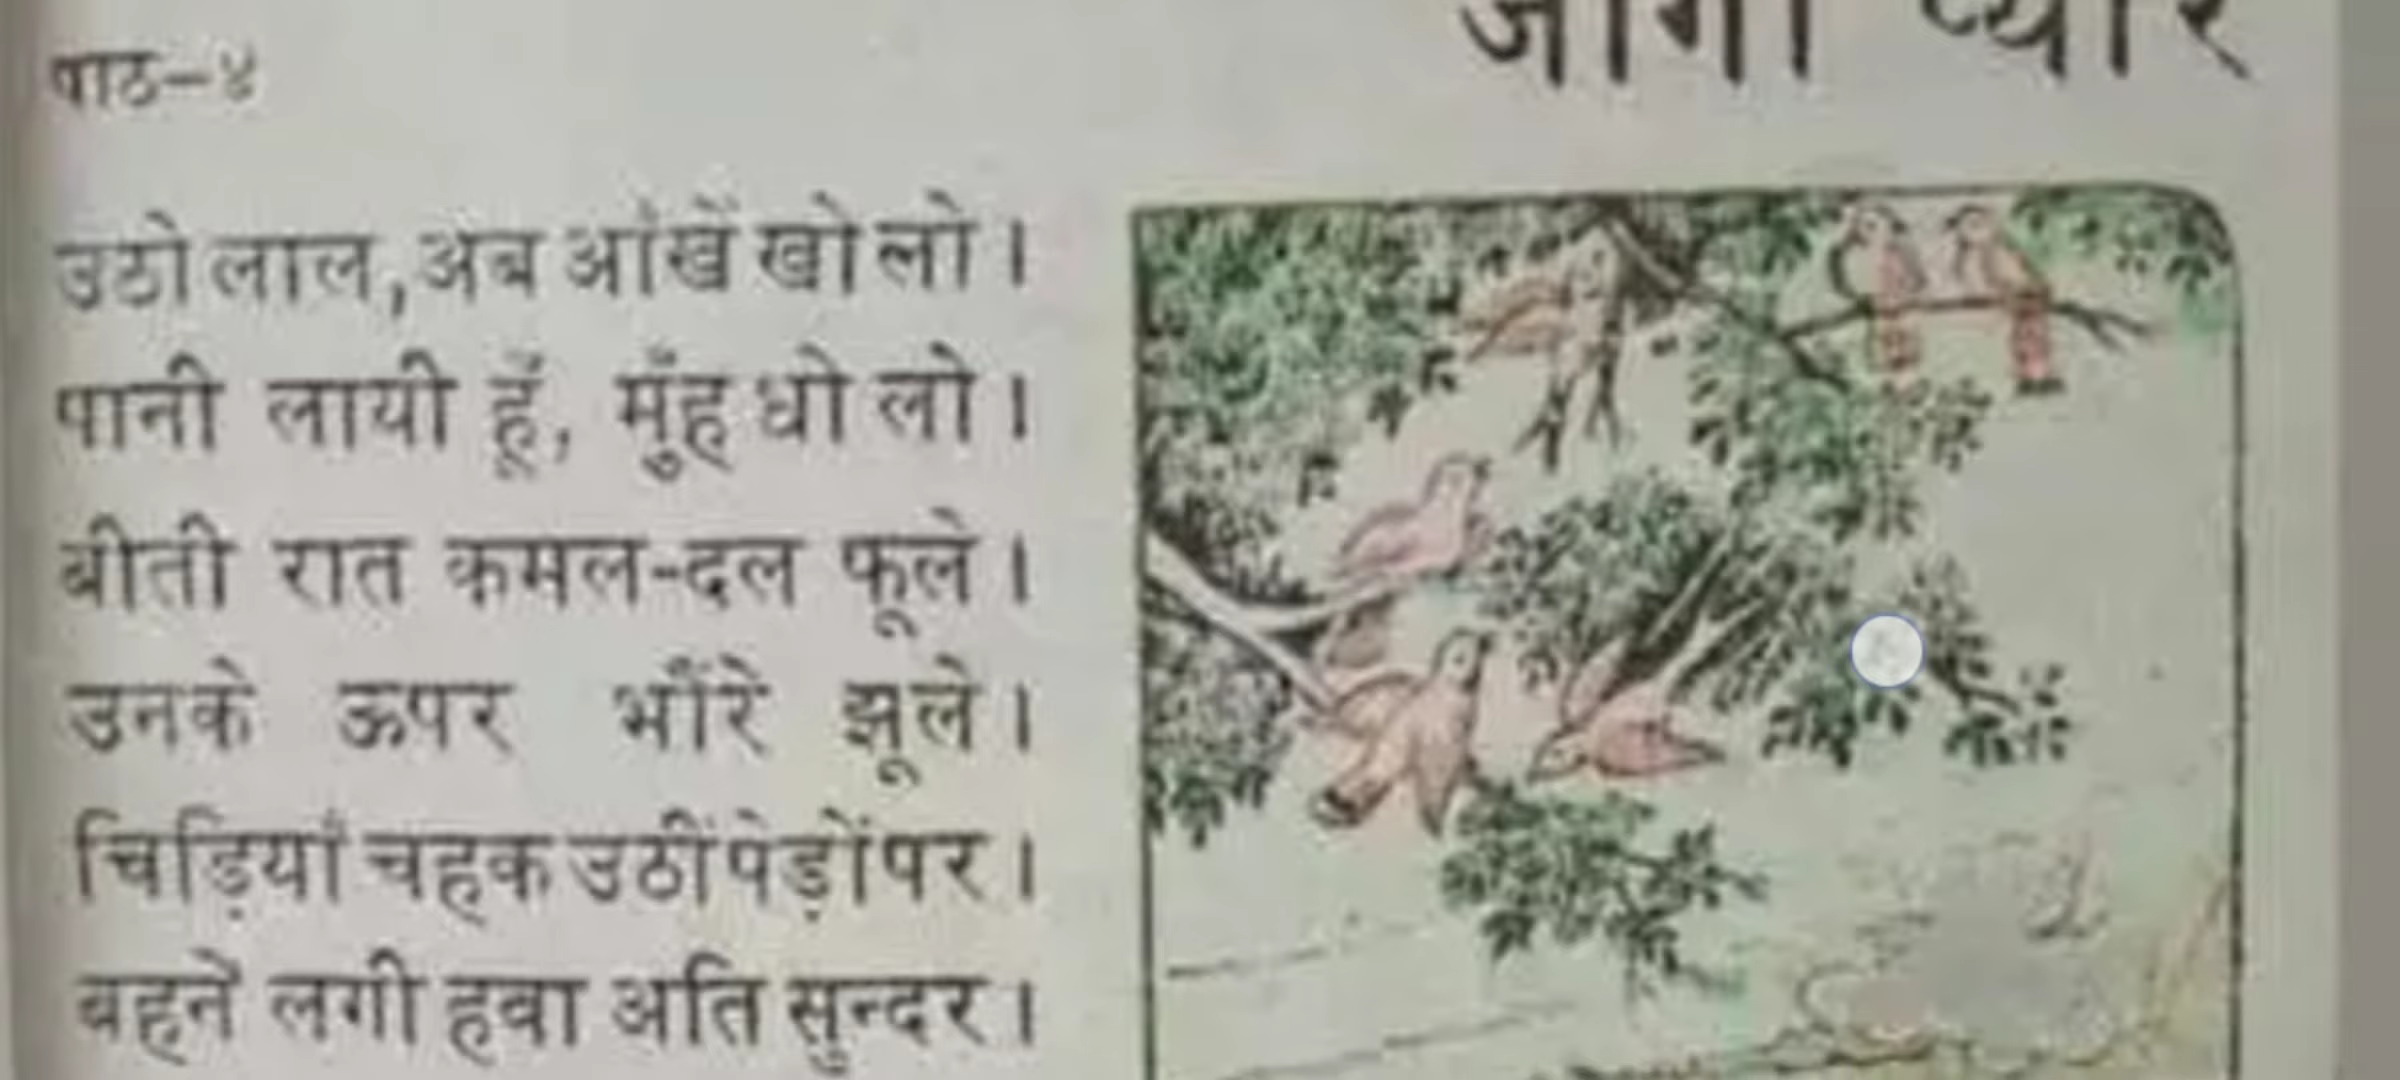 जागो प्यारे
पाठ-४
उठो लाल, अब आंखें खोलो।
पानी लायी हूँ, मुँह धो लो।
बीती रात कमल-दल फूले।
उनके ऊपर भौंरे झूले।
चिड़ियाँ चहक उठीं पेड़ों पर।
बहने लगी हवा अति सुन्दर।